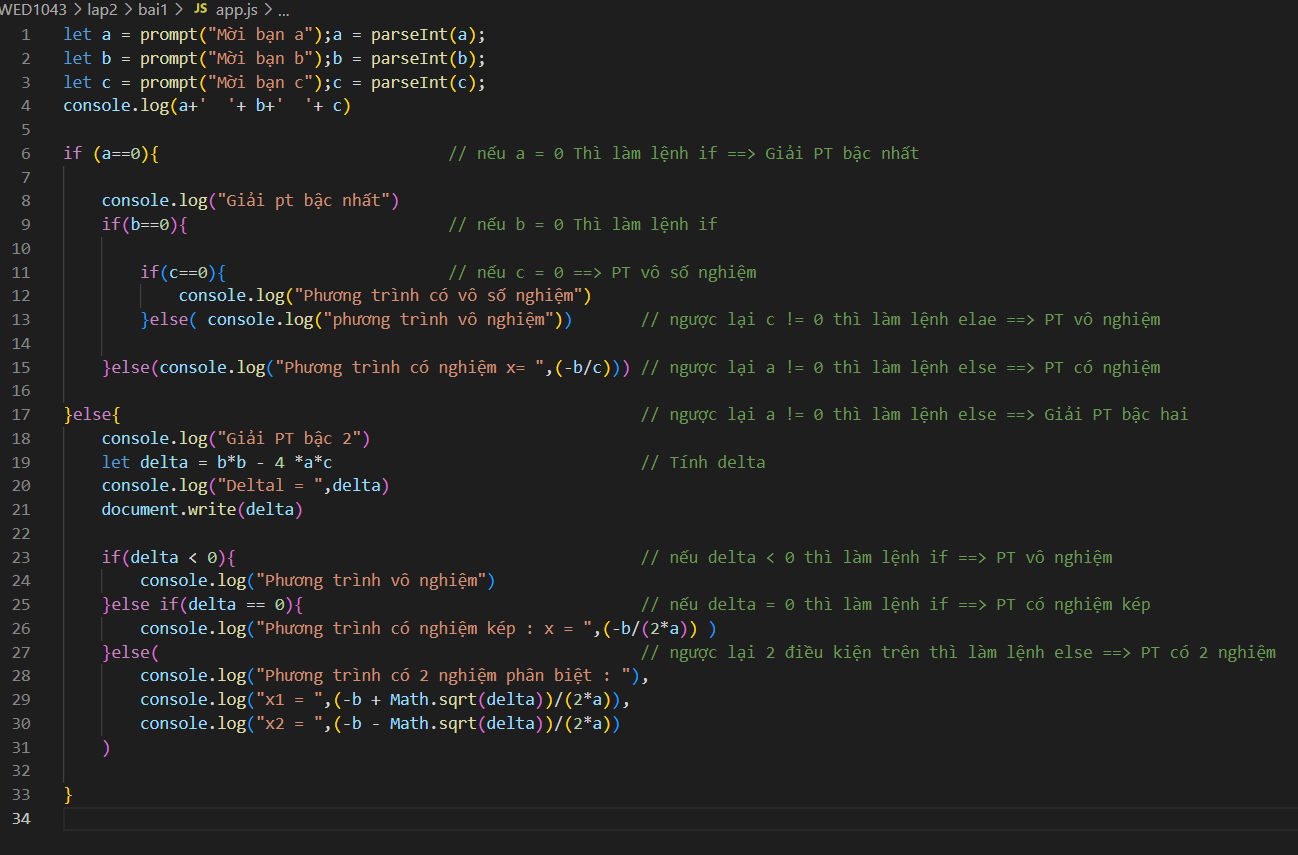 WED1043 > lap2 > bai1 > JS app.js > ...
1 let a = prompt("Mời bạn a");a = parseInt(a);
2 let b = prompt("Mời bạn b");b = parseInt(b);
3 let c = prompt("Mời bạn c");c = parseInt(c);
4 console.log(a+'  '+ b+'  '+ c)
5
6 if (a==0){ // nếu a = 0 Thì làm lệnh if ==> Giải PT bậc nhất
7
8 console.log("Giải pt bậc nhất")
9 if(b==0){ // nếu b = 0 Thì làm lệnh if
10
11 if(c==0){ // nếu c = 0 ==> PT vô số nghiệm
12 console.log("Phương trình có vô số nghiệm")
13 }else( console.log("phương trình vô nghiệm")) // ngược lại c != 0 thì làm lệnh elae ==> PT vô nghiệm
14
15 }else(console.log("Phương trình có nghiệm x= ",(-b/c))) // ngược lại a != 0 thì làm lệnh else ==> PT có nghiệm
16
17 }else{ // ngược lại a != 0 thì làm lệnh else ==> Giải PT bậc hai
18 console.log("Giải PT bậc 2")
19 let delta = b*b - 4 *a*c // Tính delta
20 console.log("Deltal = ",delta)
21 document.write(delta)
22
23 if(delta < 0){ // nếu delta < 0 thì làm lệnh if ==> PT vô nghiệm
24 console.log("Phương trình vô nghiệm")
25 }else if(delta == 0){ // nếu delta = 0 thì làm lệnh if ==> PT có nghiệm kép
26 console.log("Phương trình có nghiệm kép : x = ",(-b/(2*a)) )
27 }else( // ngược lại 2 điều kiện trên thì làm lệnh else ==> PT có 2 nghiệm
28 console.log("Phương trình có 2 nghiệm phân biệt : "),
29 console.log("x1 = ",(-b + Math.sqrt(delta))/(2*a)),
30 console.log("x2 = ",(-b - Math.sqrt(delta))/(2*a))
31 )
32
33 }
34